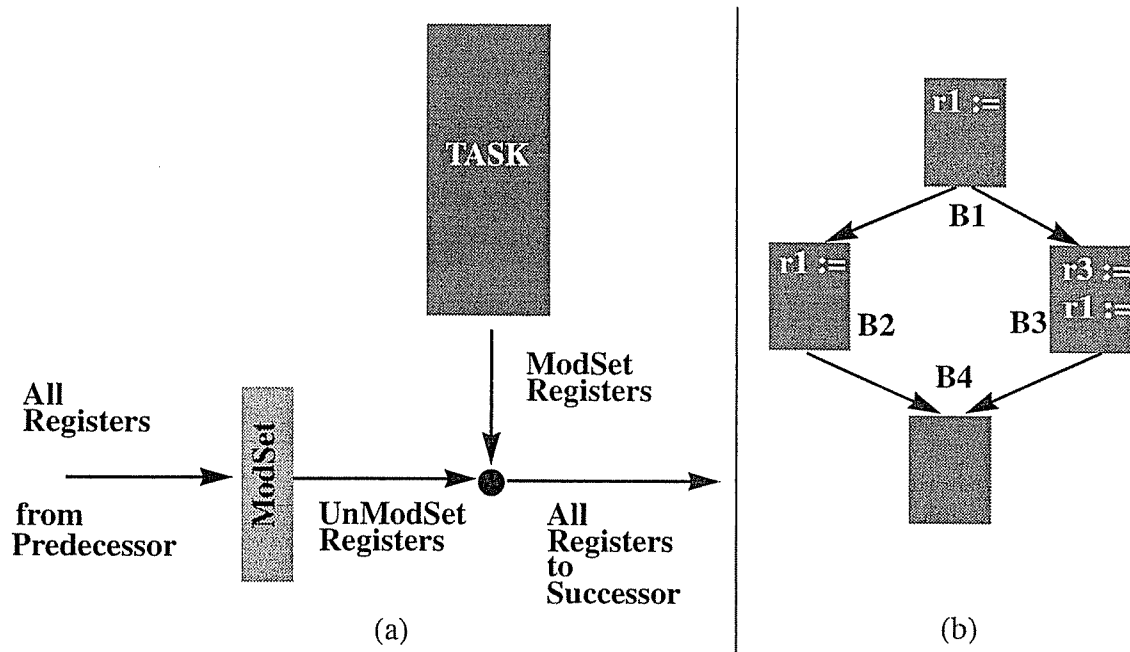 TASK
ModSet
Registers
All
Registers
from
Predecessor
ModSet
UnModSet
Registers
All
Registers
to
Successor
(a)
r1 :=
B1
r1 :=
B2
r3 :=
r1 :=
B3
B4
(b)